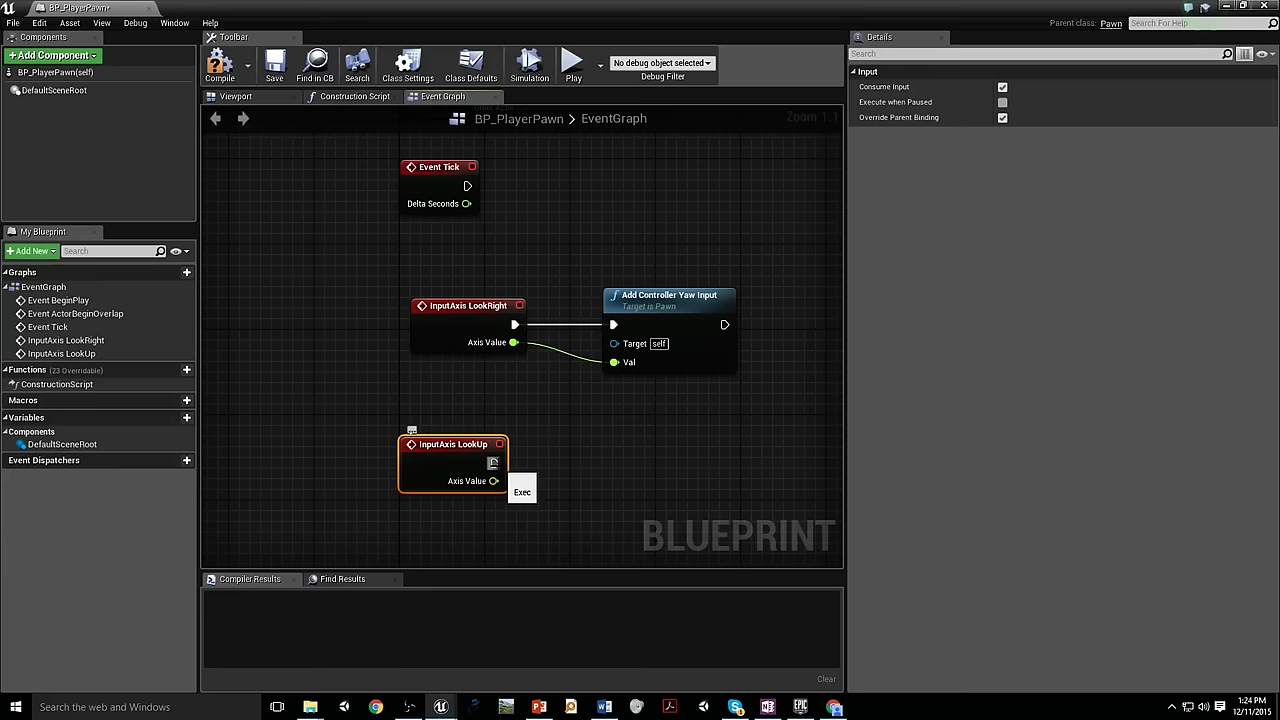 BP_PlayerPawn*
File Edit Asset View Debug Window Help
Parent class: Pawn Search For Help
Components
+Add Component
BP_PlayerPawn(self)
DefaultSceneRoot
My Blueprint
+Add New Search
Graphs
EventGraph
Event BeginPlay
Event ActorBeginOverlap
Event Tick
InputAxis LookRight
InputAxis LookUp
Functions (23 Overridable)
ConstructionScript
Macros
Variables
Components
DefaultSceneRoot
Event Dispatchers
Toolbar
Compile Save Find in CB Search Class Settings Class Defaults Simulation Play
No debug object selected
Debug Filter
Viewport Construction Script Event Graph
BP_PlayerPawn > EventGraph
Zoom 1:1
Event Tick
Delta Seconds
InputAxis LookRight
Axis Value
Add Controller Yaw Input
Target is Pawn
Target self
Val
InputAxis LookUp
Axis Value
Exec
BLUEPRINT
Compiler Results Find Results
Clear
Details
Search
Input
Consume Input
Execute when Paused
Override Parent Binding
Search the web and Windows
1:24 PM
12/11/2015